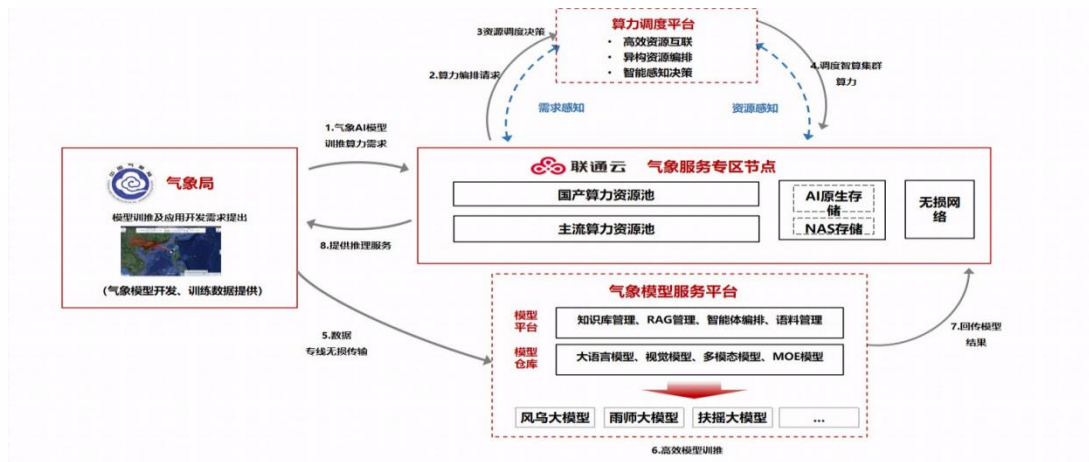 算力调度平台
• 高效资源互联
• 异构资源编排
• 智能感知决策
3资源调度决策
2.算力编排请求
4.调度智算集群
算力
需求感知
资源感知
1.气象AI模型
训推算力需求
气象局
模型训推及应用开发需求提出
(气象模型开发、训练数据提供)
联通云 气象服务专区节点
国产算力资源池
主流算力资源池
AI原生存
储
NAS存储
无损网
络
8.提供推理服务
5.数据
专线无损传输
气象模型服务平台
模型
平台
知识库管理、RAG管理、智能体编排、语料管理
模型
仓库
大语言模型、视觉模型、多模态模型、MOE模型
风乌大模型
雨师大模型
扶摇大模型
...
6.高效模型训推
7.回传模型
结果